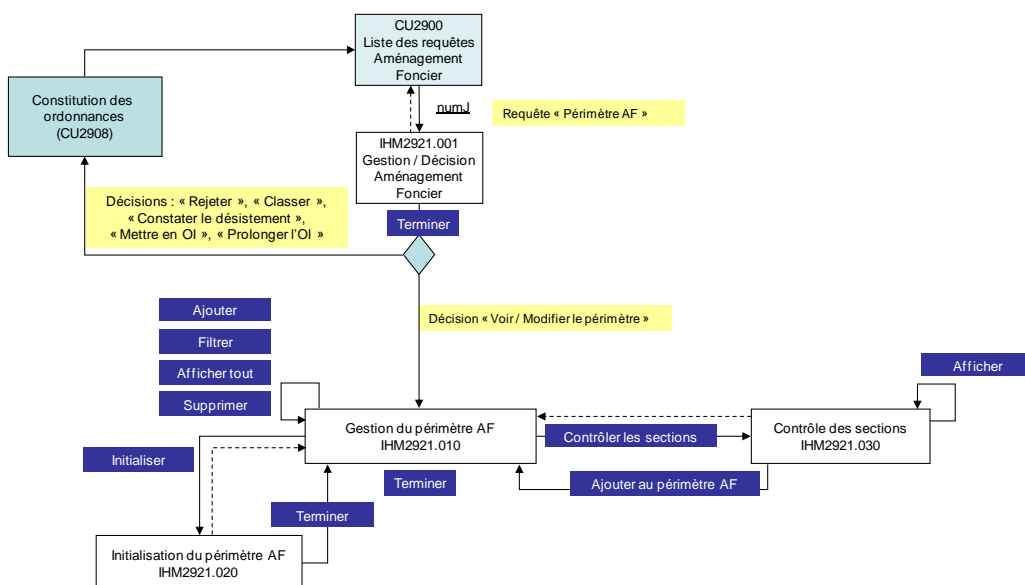 CU2900
Liste des requêtes
Aménagement
Foncier
Constitution des
ordonnances
(CU2908)
numJ
Requête « Périmètre AF »
IHM2921.001
Gestion / Décision
Aménagement
Foncier
Décisions : « Rejeter », « Classer »,
« Constater le désistement »,
« Mettre en OI », « Prolonger l'OI »
Terminer
Ajouter
Décision « Voir / Modifier le périmètre »
Filtrer
Afficher tout
Afficher
Supprimer
Gestion du périmètre AF
IHM2921.010
Contrôler les sections
Contrôle des sections
IHM2921.030
Initialiser
Terminer
Ajouter au périmètre AF
Terminer
Initialisation du périmètre AF
IHM2921.020